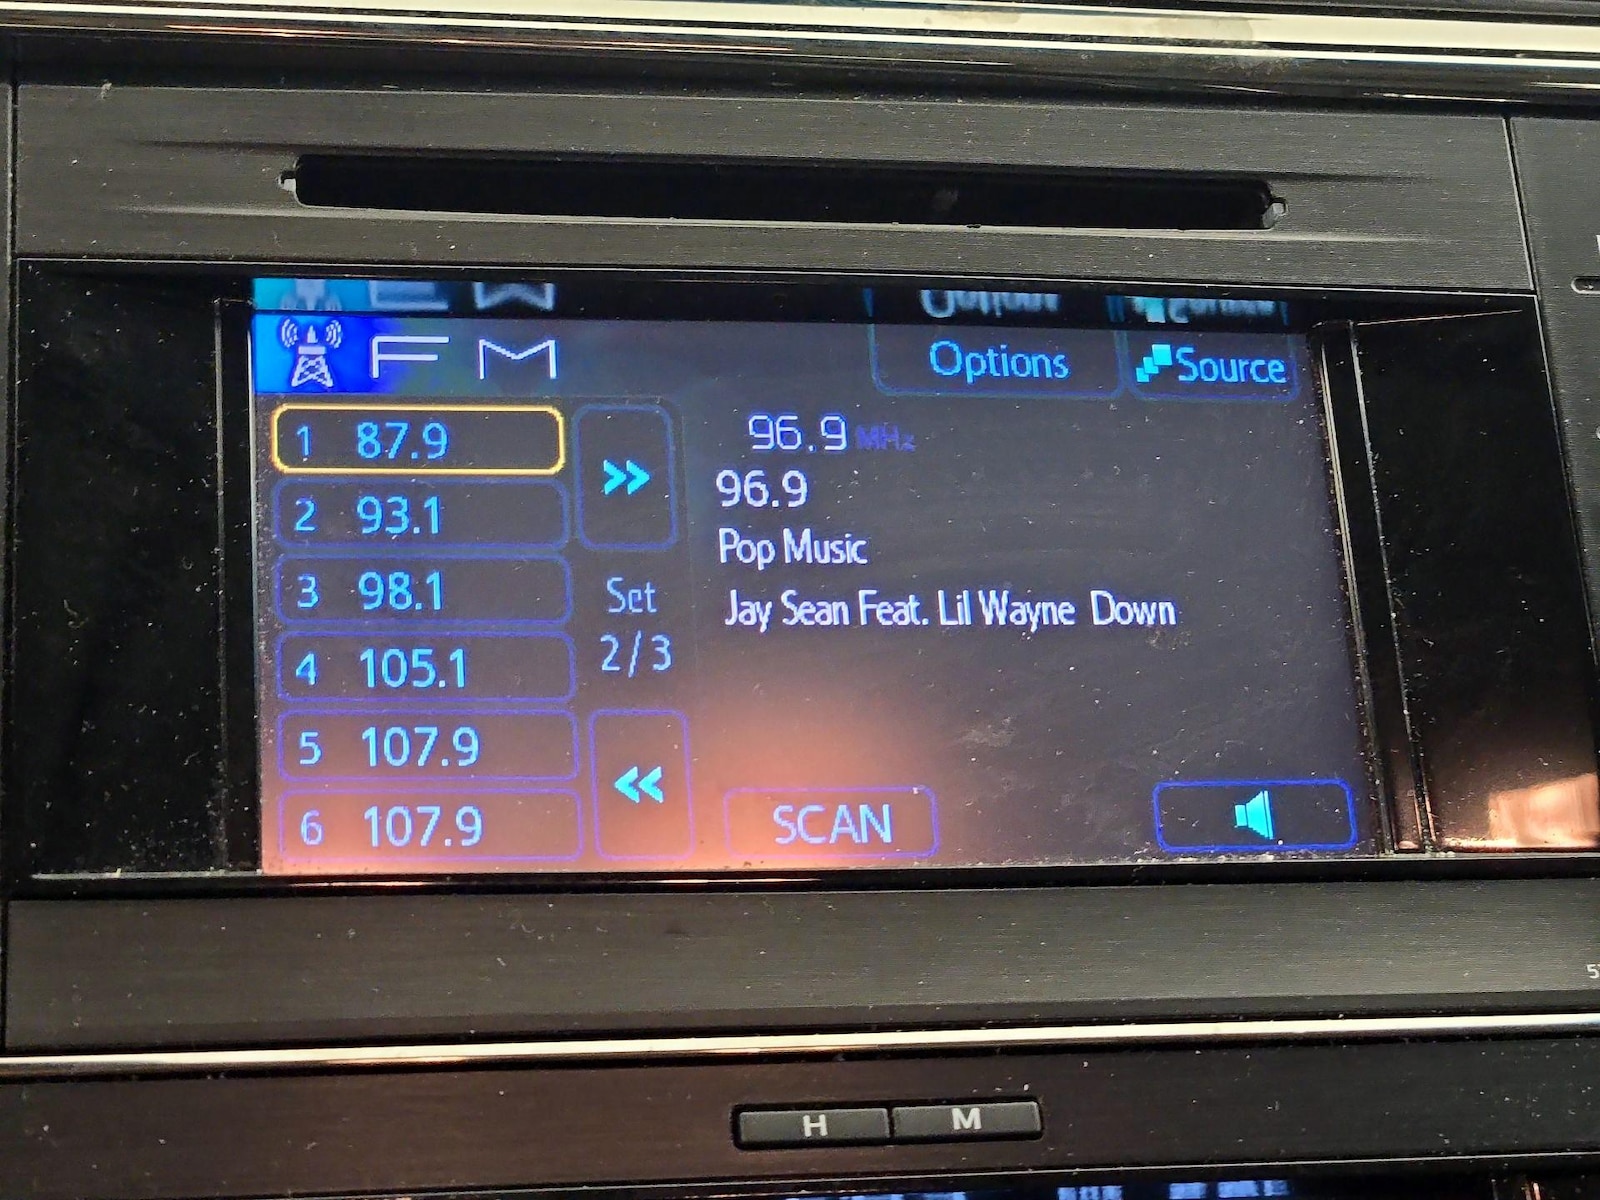 FM
Options
Source
1 87.9
2 93.1
3 98.1
4 105.1
5 107.9
6 107.9
Set
2/3
96.9 MHz
96.9
Pop Music
Jay Sean Feat. Lil Wayne Down
SCAN
H
M